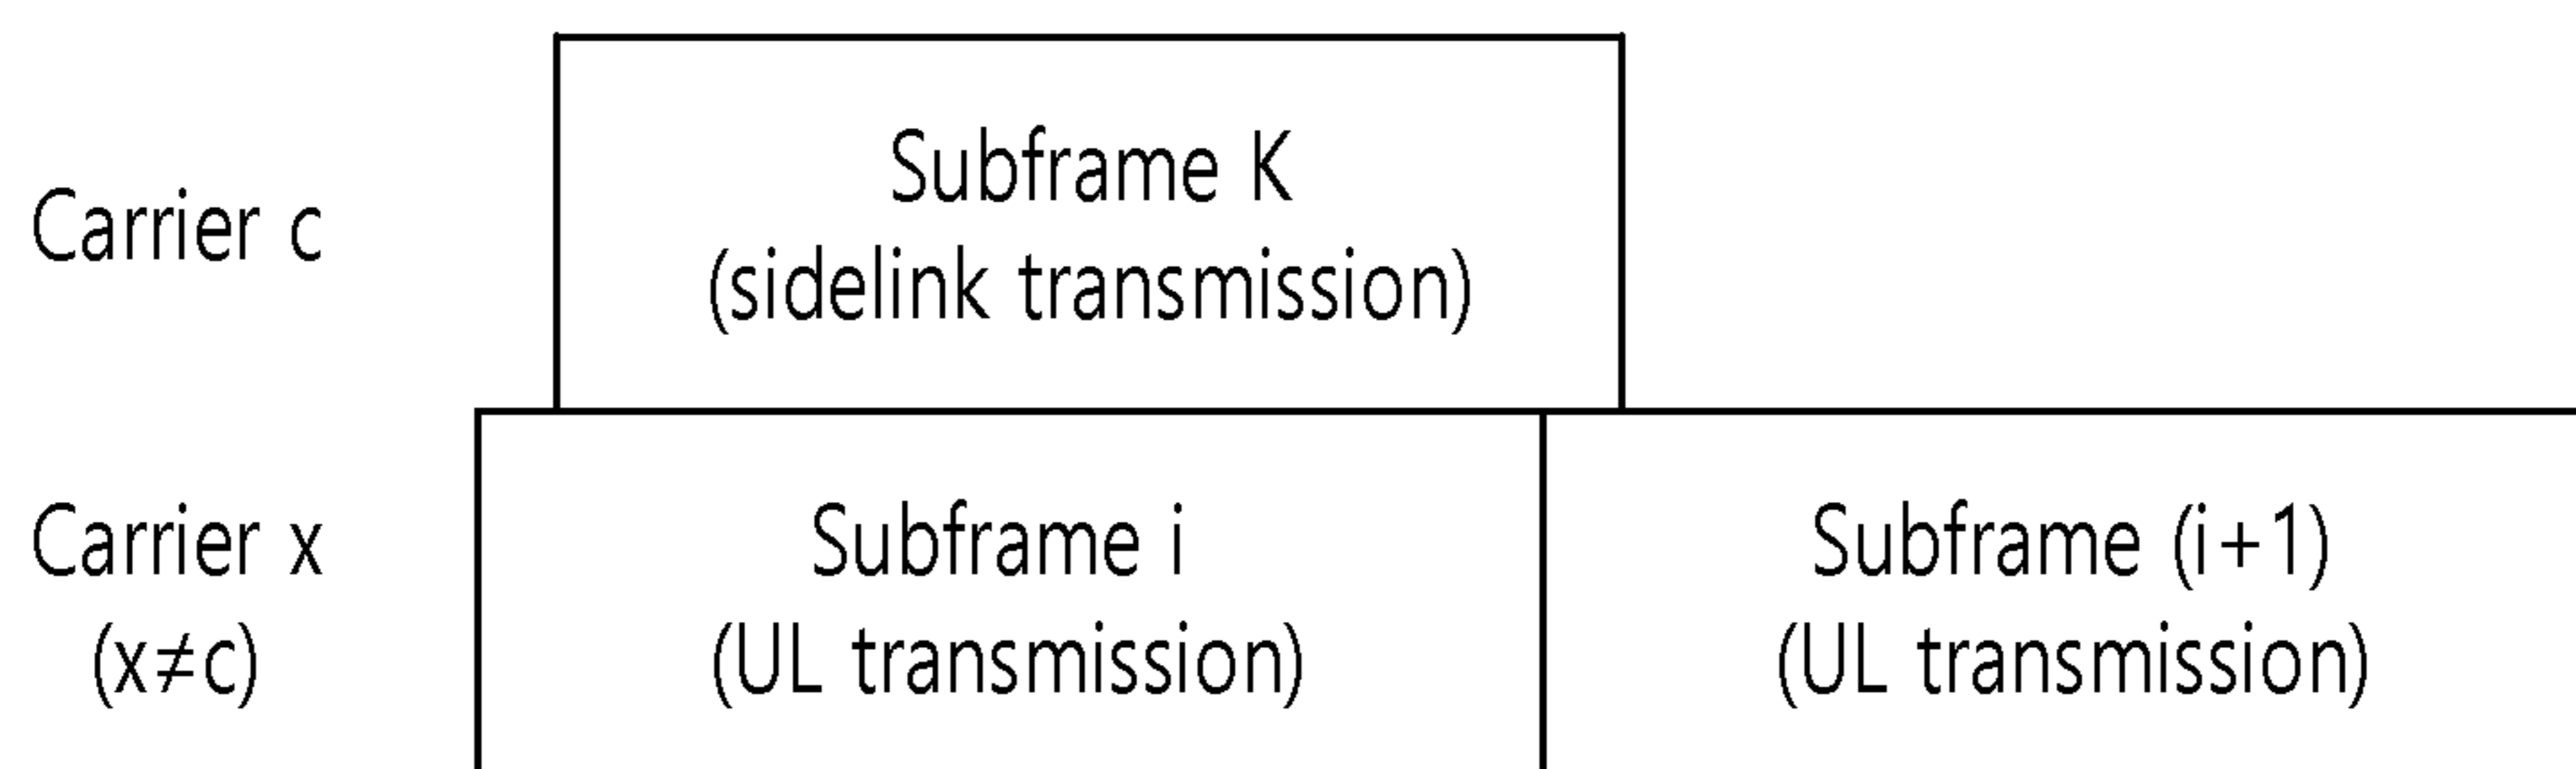 Carrier c
Subframe K
(sidelink transmission)
Carrier x
(x≠c)
Subframe i
(UL transmission)
Subframe (i+1)
(UL transmission)